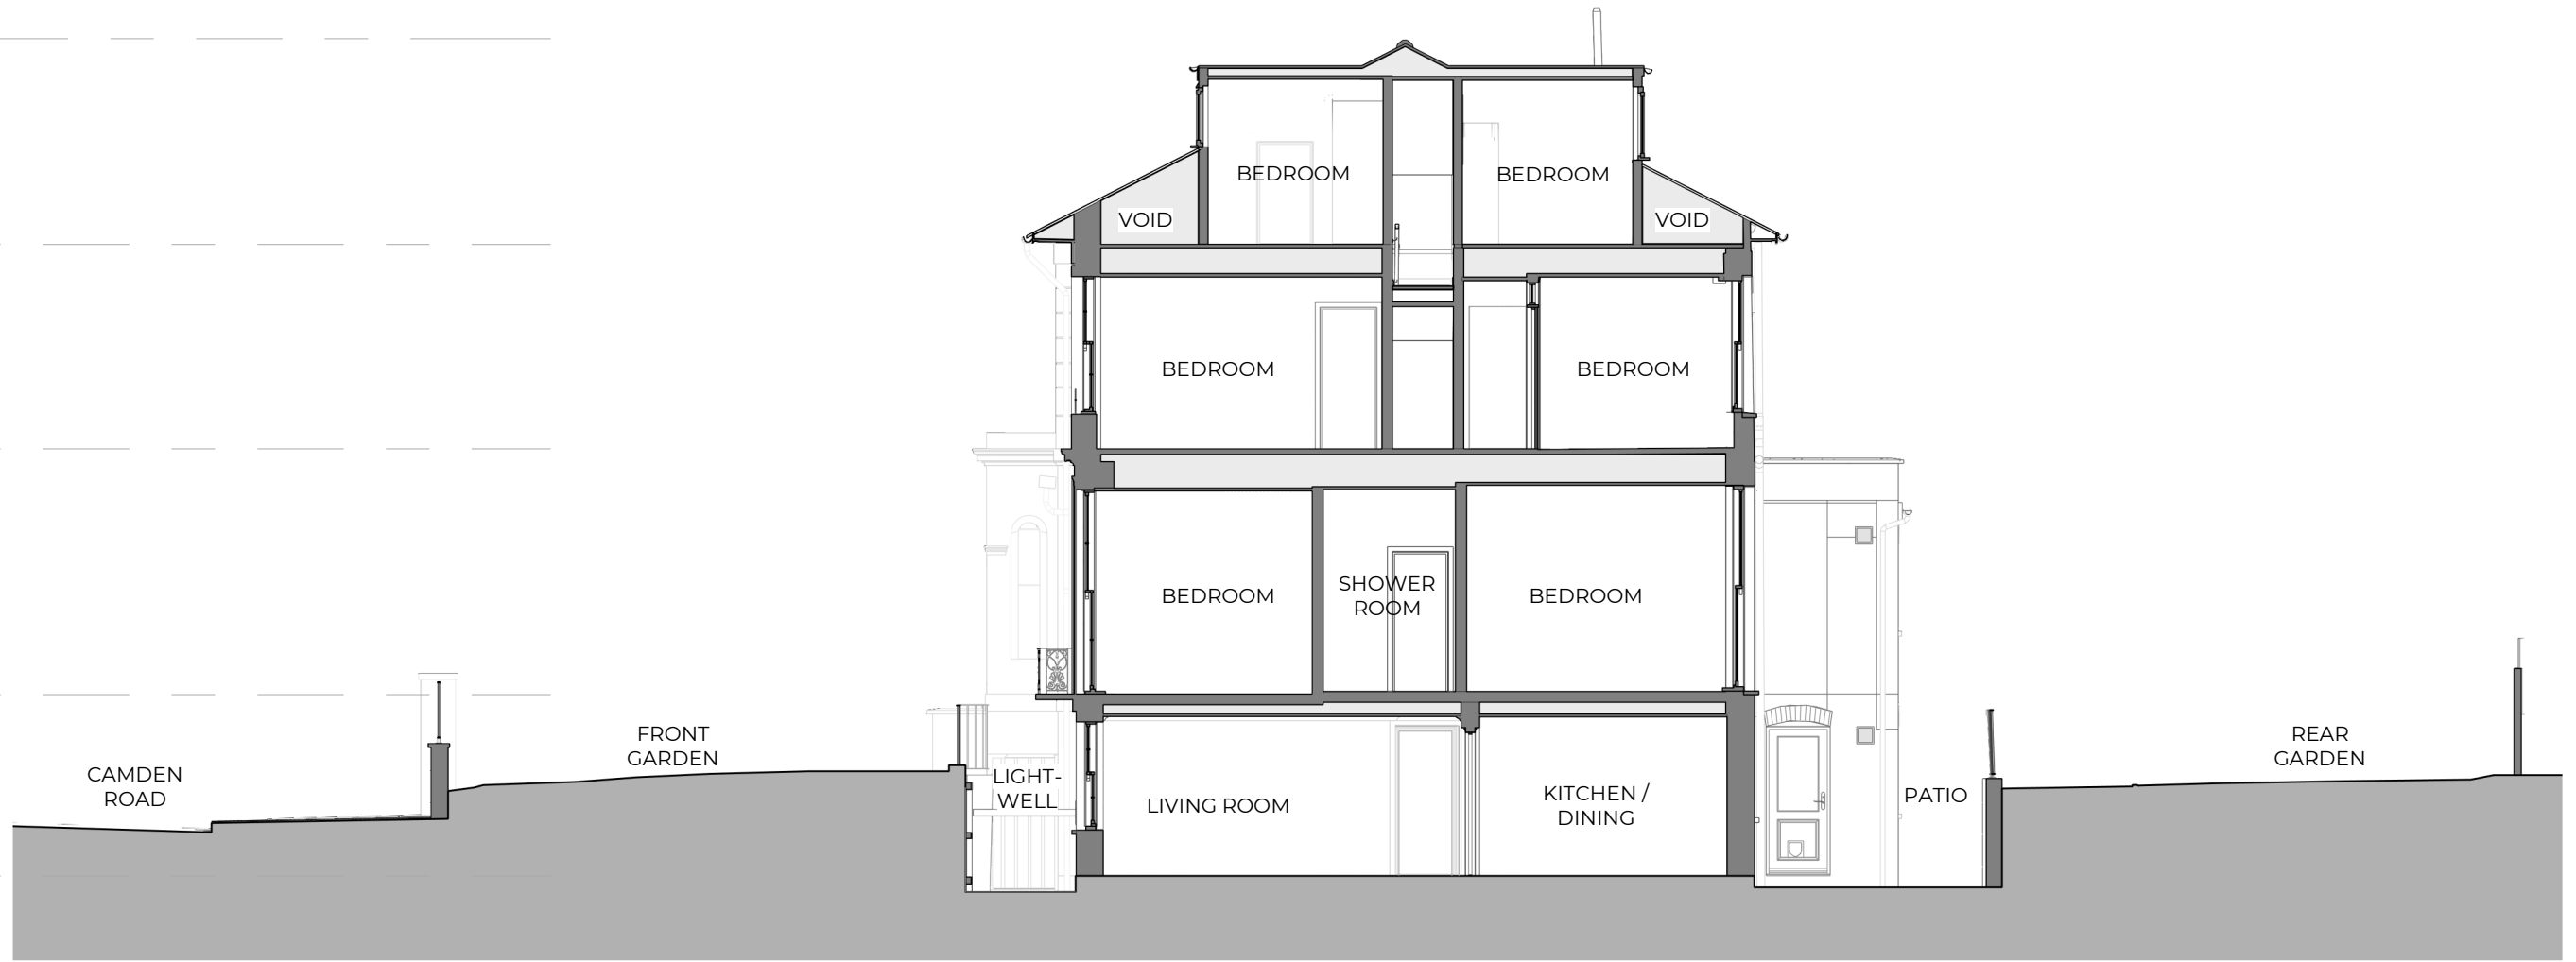 BEDROOM
BEDROOM
VOID
VOID
BEDROOM
BEDROOM
BEDROOM
SHOWER
ROOM
BEDROOM
CAMDEN
ROAD
FRONT
GARDEN
LIGHT-
WELL
LIVING ROOM
KITCHEN /
DINING
PATIO
REAR
GARDEN